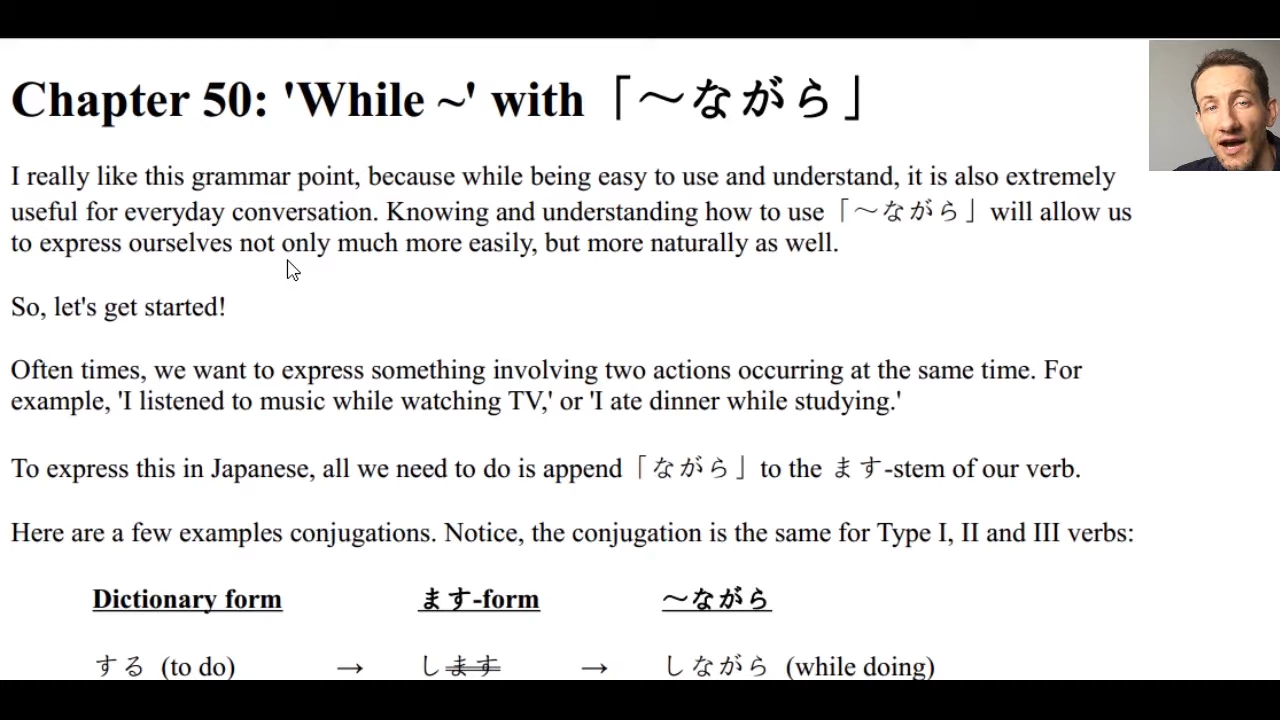 Chapter 50: 'While ~' with「～ながら」
I really like this grammar point, because while being easy to use and understand, it is also extremely
useful for everyday conversation. Knowing and understanding how to use「～ながら」will allow us
to express ourselves not only much more easily, but more naturally as well.
So, let's get started!
Often times, we want to express something involving two actions occurring at the same time. For
example, 'I listened to music while watching TV,' or 'I ate dinner while studying.'
To express this in Japanese, all we need to do is append「ながら」to the ます-stem of our verb.
Here are a few examples conjugations. Notice, the conjugation is the same for Type I, II and III verbs:
Dictionary form ます-form ～ながら
する (to do) → します → しながら (while doing)